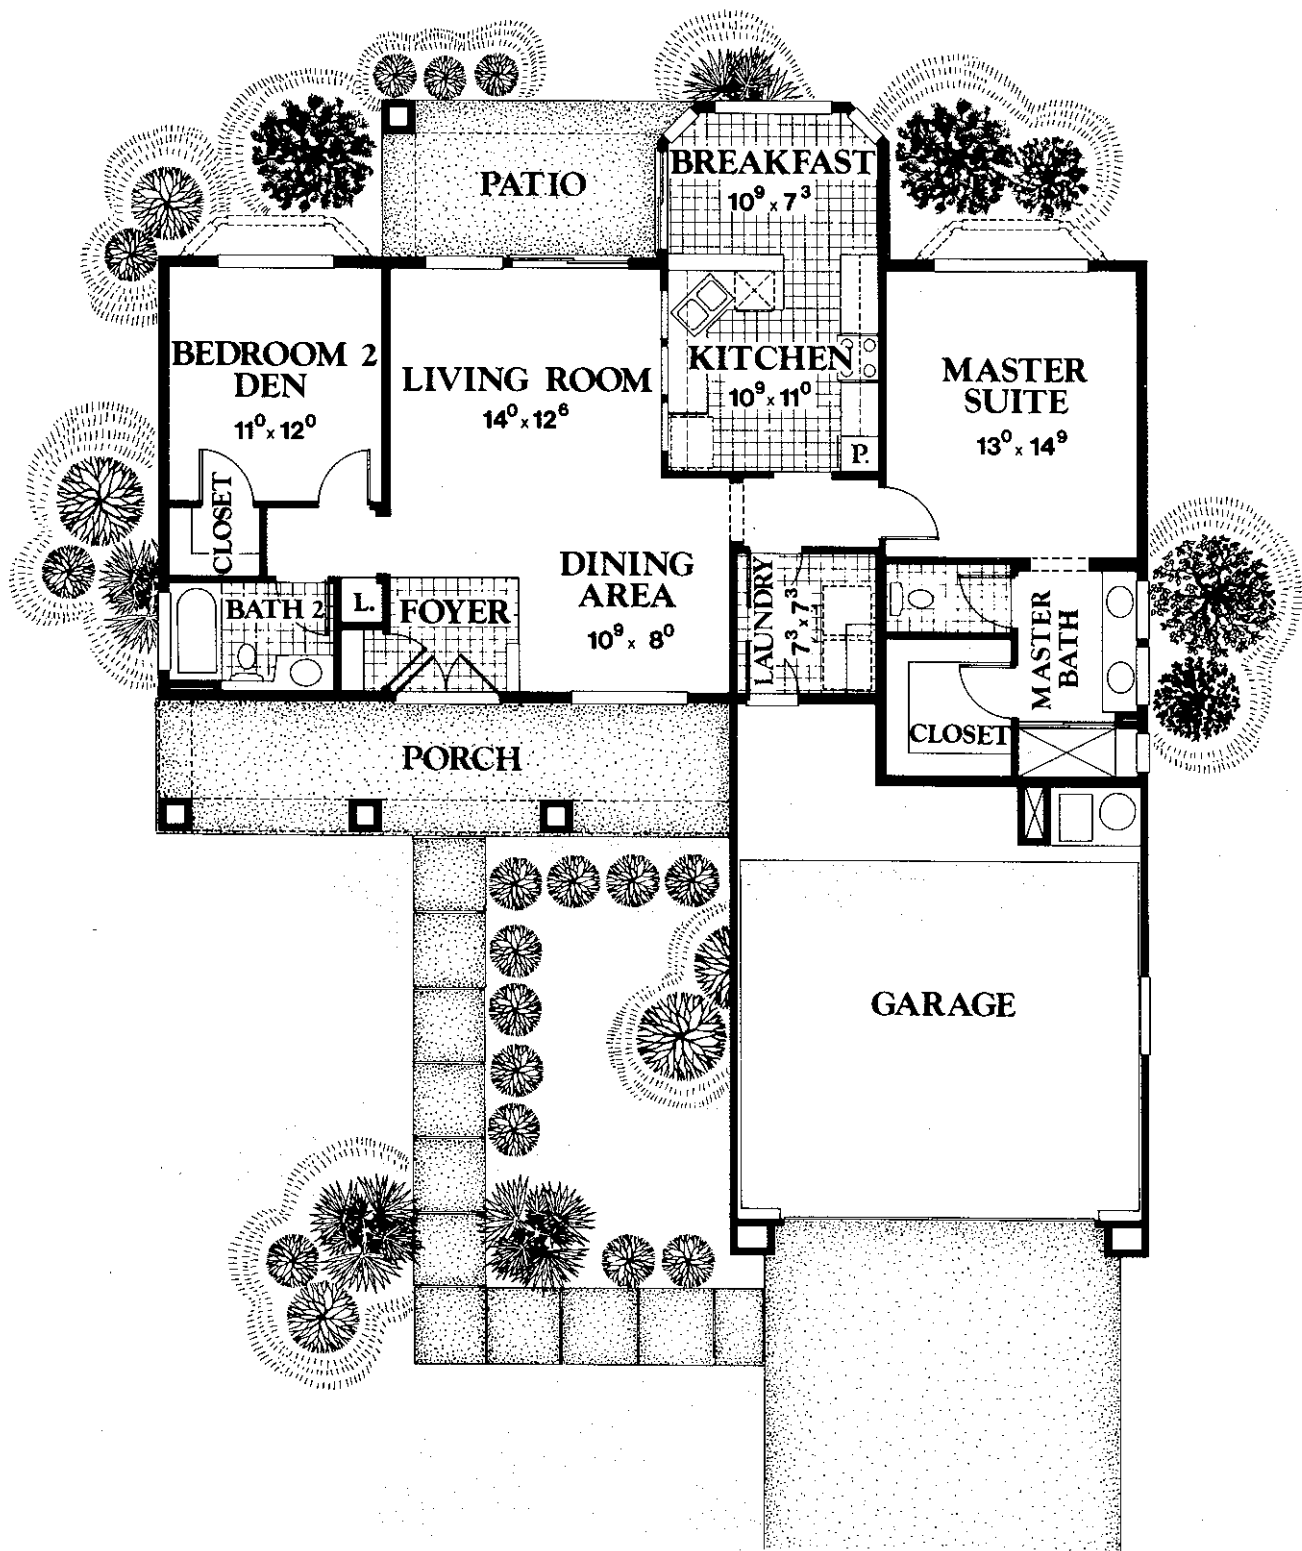 PATIO
BREAKFAST
10⁹ x 7³
BEDROOM 2
DEN
11⁰ x 12⁰
LIVING ROOM
14⁰ x 12⁶
KITCHEN
10⁹ x 11⁰
P.
MASTER
SUITE
13⁰ x 14⁹
CLOSET
DINING
AREA
10⁹ x 8⁰
BATH 2
L.
FOYER
LAUNDRY
7³ x 7³
MASTER
BATH
CLOSET
PORCH
GARAGE